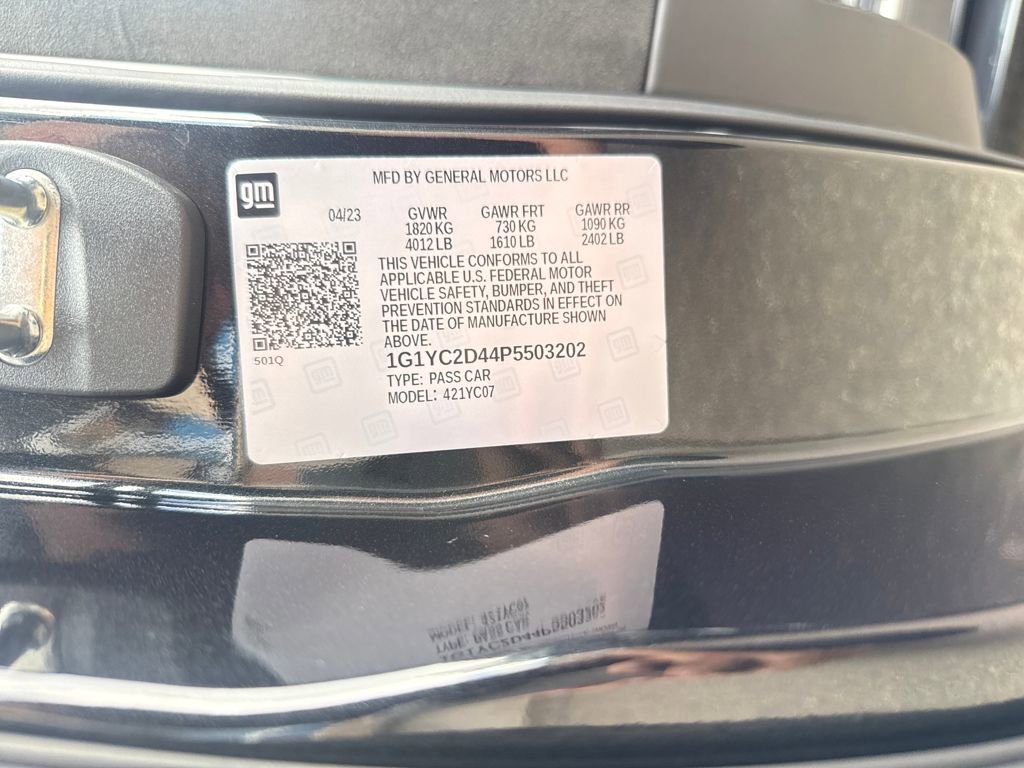 gm
MFD BY GENERAL MOTORS LLC
04/23 GVWR GAWR FRT GAWR RR
1820 KG 730 KG 1090 KG
4012 LB 1610 LB 2402 LB
THIS VEHICLE CONFORMS TO ALL
APPLICABLE U.S. FEDERAL MOTOR
VEHICLE SAFETY, BUMPER, AND THEFT
PREVENTION STANDARDS IN EFFECT ON
THE DATE OF MANUFACTURE SHOWN
ABOVE.
501Q
1G1YC2D44P5503202
TYPE: PASS CAR
MODEL: 421YC07